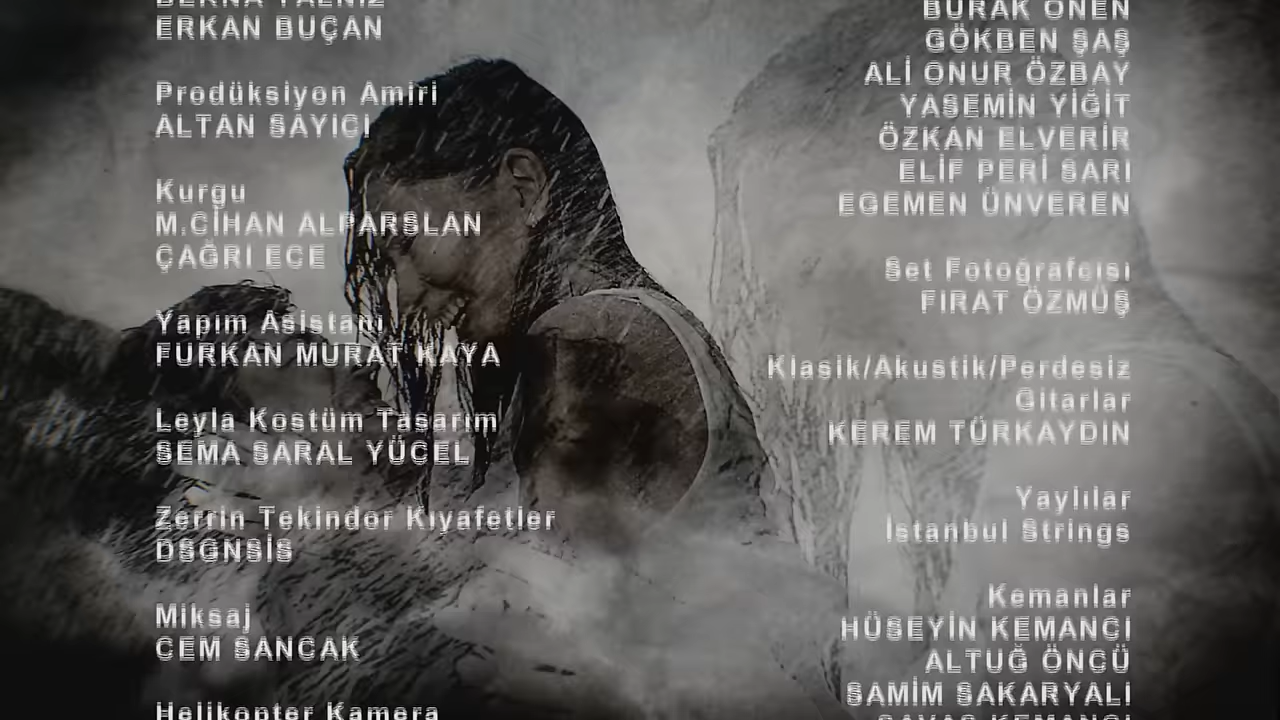 BERNA YALNIZ
ERKAN BUÇAN
Prodüksiyon Amiri
ALTAN SAYICI
Kurgu
M.CİHAN ALPARSLAN
ÇAĞRI ECE
Yapım Asistanı
FURKAN MURAT KAYA
Leyla Kostüm Tasarım
SEMA SARAL YÜCEL
Zerrin Tekindor Kıyafetler
DSGNSİS
Miksaj
CEM SANCAK
Helikopter Kamera
BURAK ÖNEN
GÖKBEN ŞAŞ
ALİ ONUR ÖZBAY
YASEMİN YİĞİT
ÖZKAN ELVERİR
ELİF PERİ SARI
EGEMEN ÜNVEREN
Set Fotoğrafçısı
FIRAT ÖZMÜŞ
Klasik/Akustik/Perdesiz
Gitarlar
KEREM TÜRKAYDIN
Yaylılar
İstanbul Strings
Kemanlar
HÜSEYİN KEMANCI
ALTUĞ ÖNCÜ
SAMİM SAKARYALI